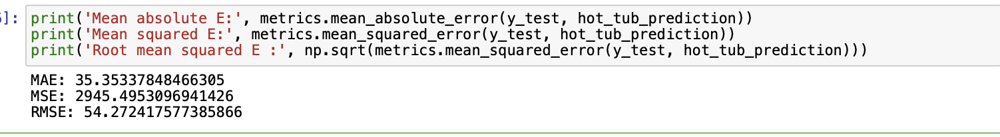 ]: print('Mean absolute E:', metrics.mean_absolute_error(y_test, hot_tub_prediction))
print('Mean squared E:', metrics.mean_squared_error(y_test, hot_tub_prediction))
print('Root mean squared E :', np.sqrt(metrics.mean_squared_error(y_test, hot_tub_prediction)))
MAE: 35.35337848466305
MSE: 2945.4953096941426
RMSE: 54.272417577385866